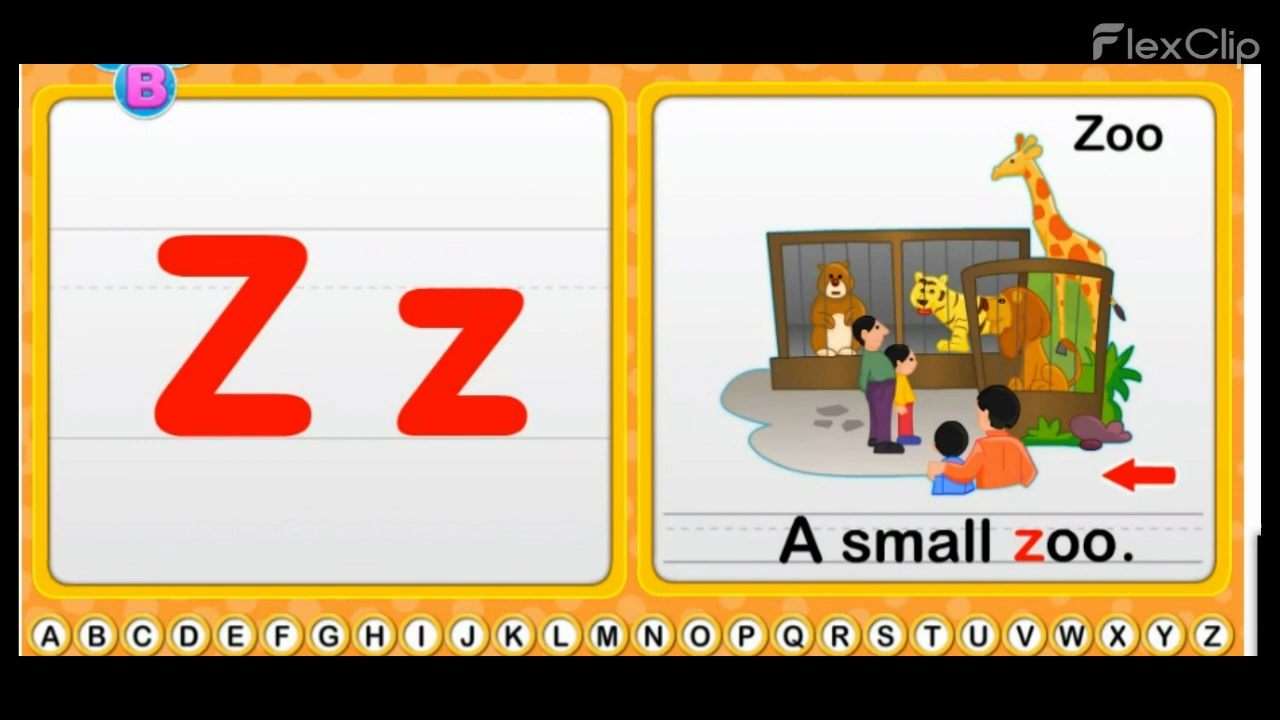 FlexClip
B
Z z
Zoo
A small zoo.
A B C D E F G H I J K L M N O P Q R S T U V W X Y Z